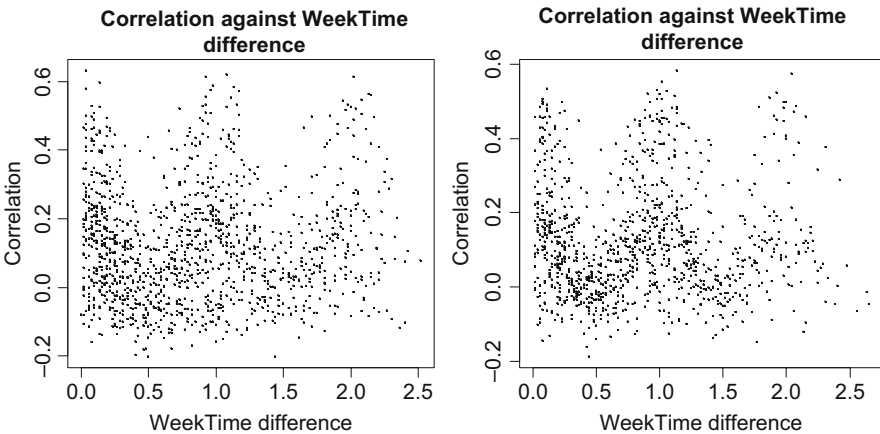 Correlation against WeekTime
difference
0.6
0.4
0.2
0.0
−0.2
Correlation
0.0 0.5 1.0 1.5 2.0 2.5
WeekTime difference
Correlation against WeekTime
difference
0.6
0.4
0.2
0.0
−0.2
Correlation
0.0 0.5 1.0 1.5 2.0 2.5
WeekTime difference